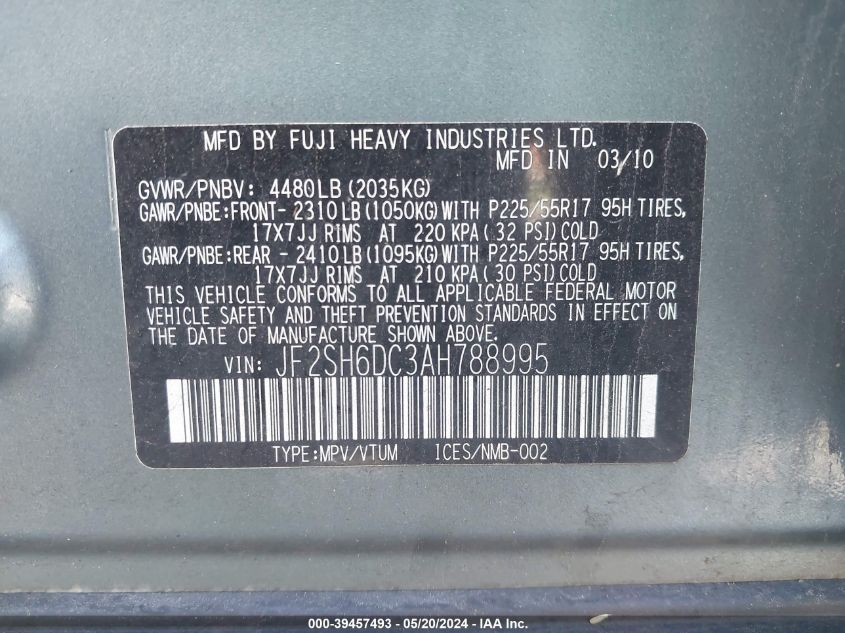 MFD BY FUJI HEAVY INDUSTRIES LTD.
MFD IN 03/10
GVWR/PNBV: 4480LB(2035KG)
GAWR/PNBE:FRONT- 2310LB(1050KG)WITH P225/55R17 95H TIRES,
17X7JJ RIMS AT 220 KPA(32 PSI)COLD
GAWR/PNBE:REAR - 2410LB(1095KG)WITH P225/55R17 95H TIRES,
17X7JJ RIMS AT 210 KPA(30 PSI)COLD
THIS VEHICLE CONFORMS TO ALL APPLICABLE FEDERAL MOTOR
VEHICLE SAFETY AND THEFT PREVENTION STANDARDS IN EFFECT ON
THE DATE OF MANUFACTURE SHOWN ABOVE.
VIN: JF2SH6DC3AH788995
TYPE:MPV/VTUM ICES/NMB-002
000-39457493 - 05/20/2024 - IAA Inc.